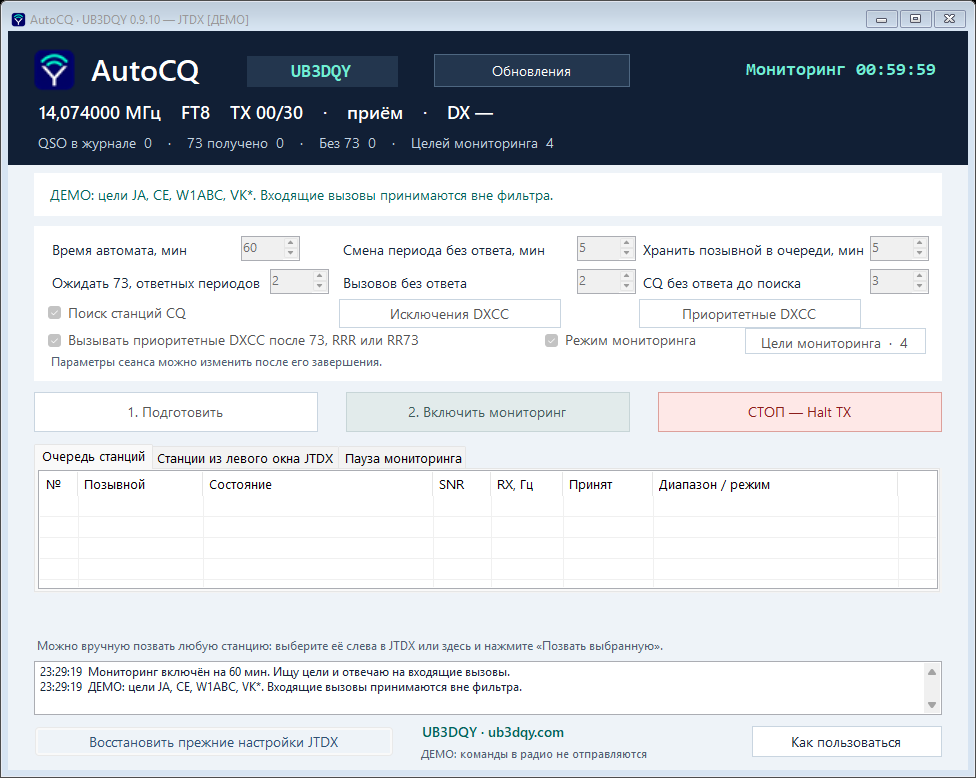 AutoCQ · UB3DQY 0.9.10 — JTDX [ДЕМО]
AutoCQ UB3DQY Обновления Мониторинг 00:59:59
14,074000 МГц FT8 TX 00/30 · приём · DX —
QSO в журнале 0 · 73 получено 0 · Без 73 0 · Целей мониторинга 4
ДЕМО: цели JA, CE, W1ABC, VK*. Входящие вызовы принимаются вне фильтра.
Время автомата, мин 60 Смена периода без ответа, мин 5 Хранить позывной в очереди, мин 5
Ожидать 73, ответных периодов 2 Вызовов без ответа 2 CQ без ответа до поиска 3
Поиск станций CQ Исключения DXCC Приоритетные DXCC
Вызывать приоритетные DXCC после 73, RRR или RR73 Режим мониторинга Цели мониторинга · 4
Параметры сеанса можно изменить после его завершения.
1. Подготовить 2. Включить мониторинг СТОП — Halt TX
Очередь станций Станции из левого окна JTDX Пауза мониторинга
№ Позывной Состояние SNR RX, Гц Принят Диапазон / режим
Можно вручную позвать любую станцию: выберите её слева в JTDX или здесь и нажмите «Позвать выбранную».
23:29:19 Мониторинг включён на 60 мин. Ищу цели и отвечаю на входящие вызовы.
23:29:19 ДЕМО: цели JA, CE, W1ABC, VK*. Входящие вызовы принимаются вне фильтра.
Восстановить прежние настройки JTDX UB3DQY · ub3dqy.com Как пользоваться
ДЕМО: команды в радио не отправляются